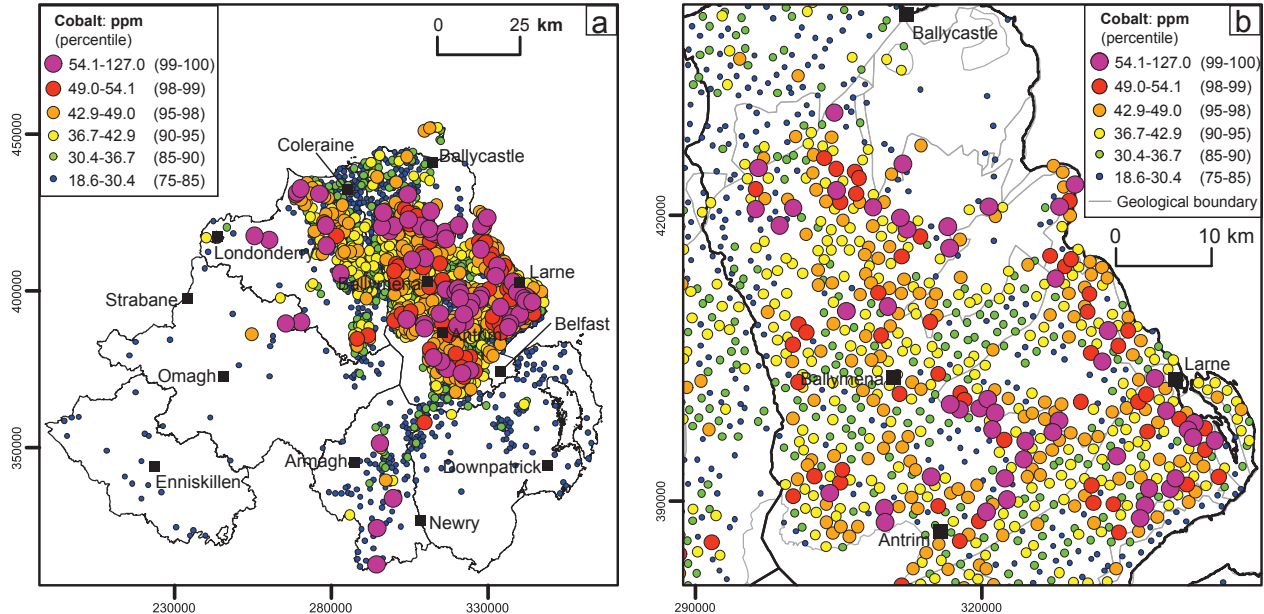 Cobalt: ppm
(percentile)
54.1-127.0 (99-100)
49.0-54.1 (98-99)
42.9-49.0 (95-98)
36.7-42.9 (90-95)
30.4-36.7 (85-90)
18.6-30.4 (75-85)
0 25 km
a
450000
400000
350000
Coleraine
Ballycastle
Londonderry
Ballymena
Larne
Strabane
Antrim
Belfast
Omagh
Armagh
Downpatrick
Enniskillen
Newry
230000 280000 330000
b
Cobalt: ppm
(percentile)
54.1-127.0 (99-100)
49.0-54.1 (98-99)
42.9-49.0 (95-98)
36.7-42.9 (90-95)
30.4-36.7 (85-90)
18.6-30.4 (75-85)
Geological boundary
0 10 km
Ballycastle
420000
390000
Larne
Ballymena
Antrim
290000 320000